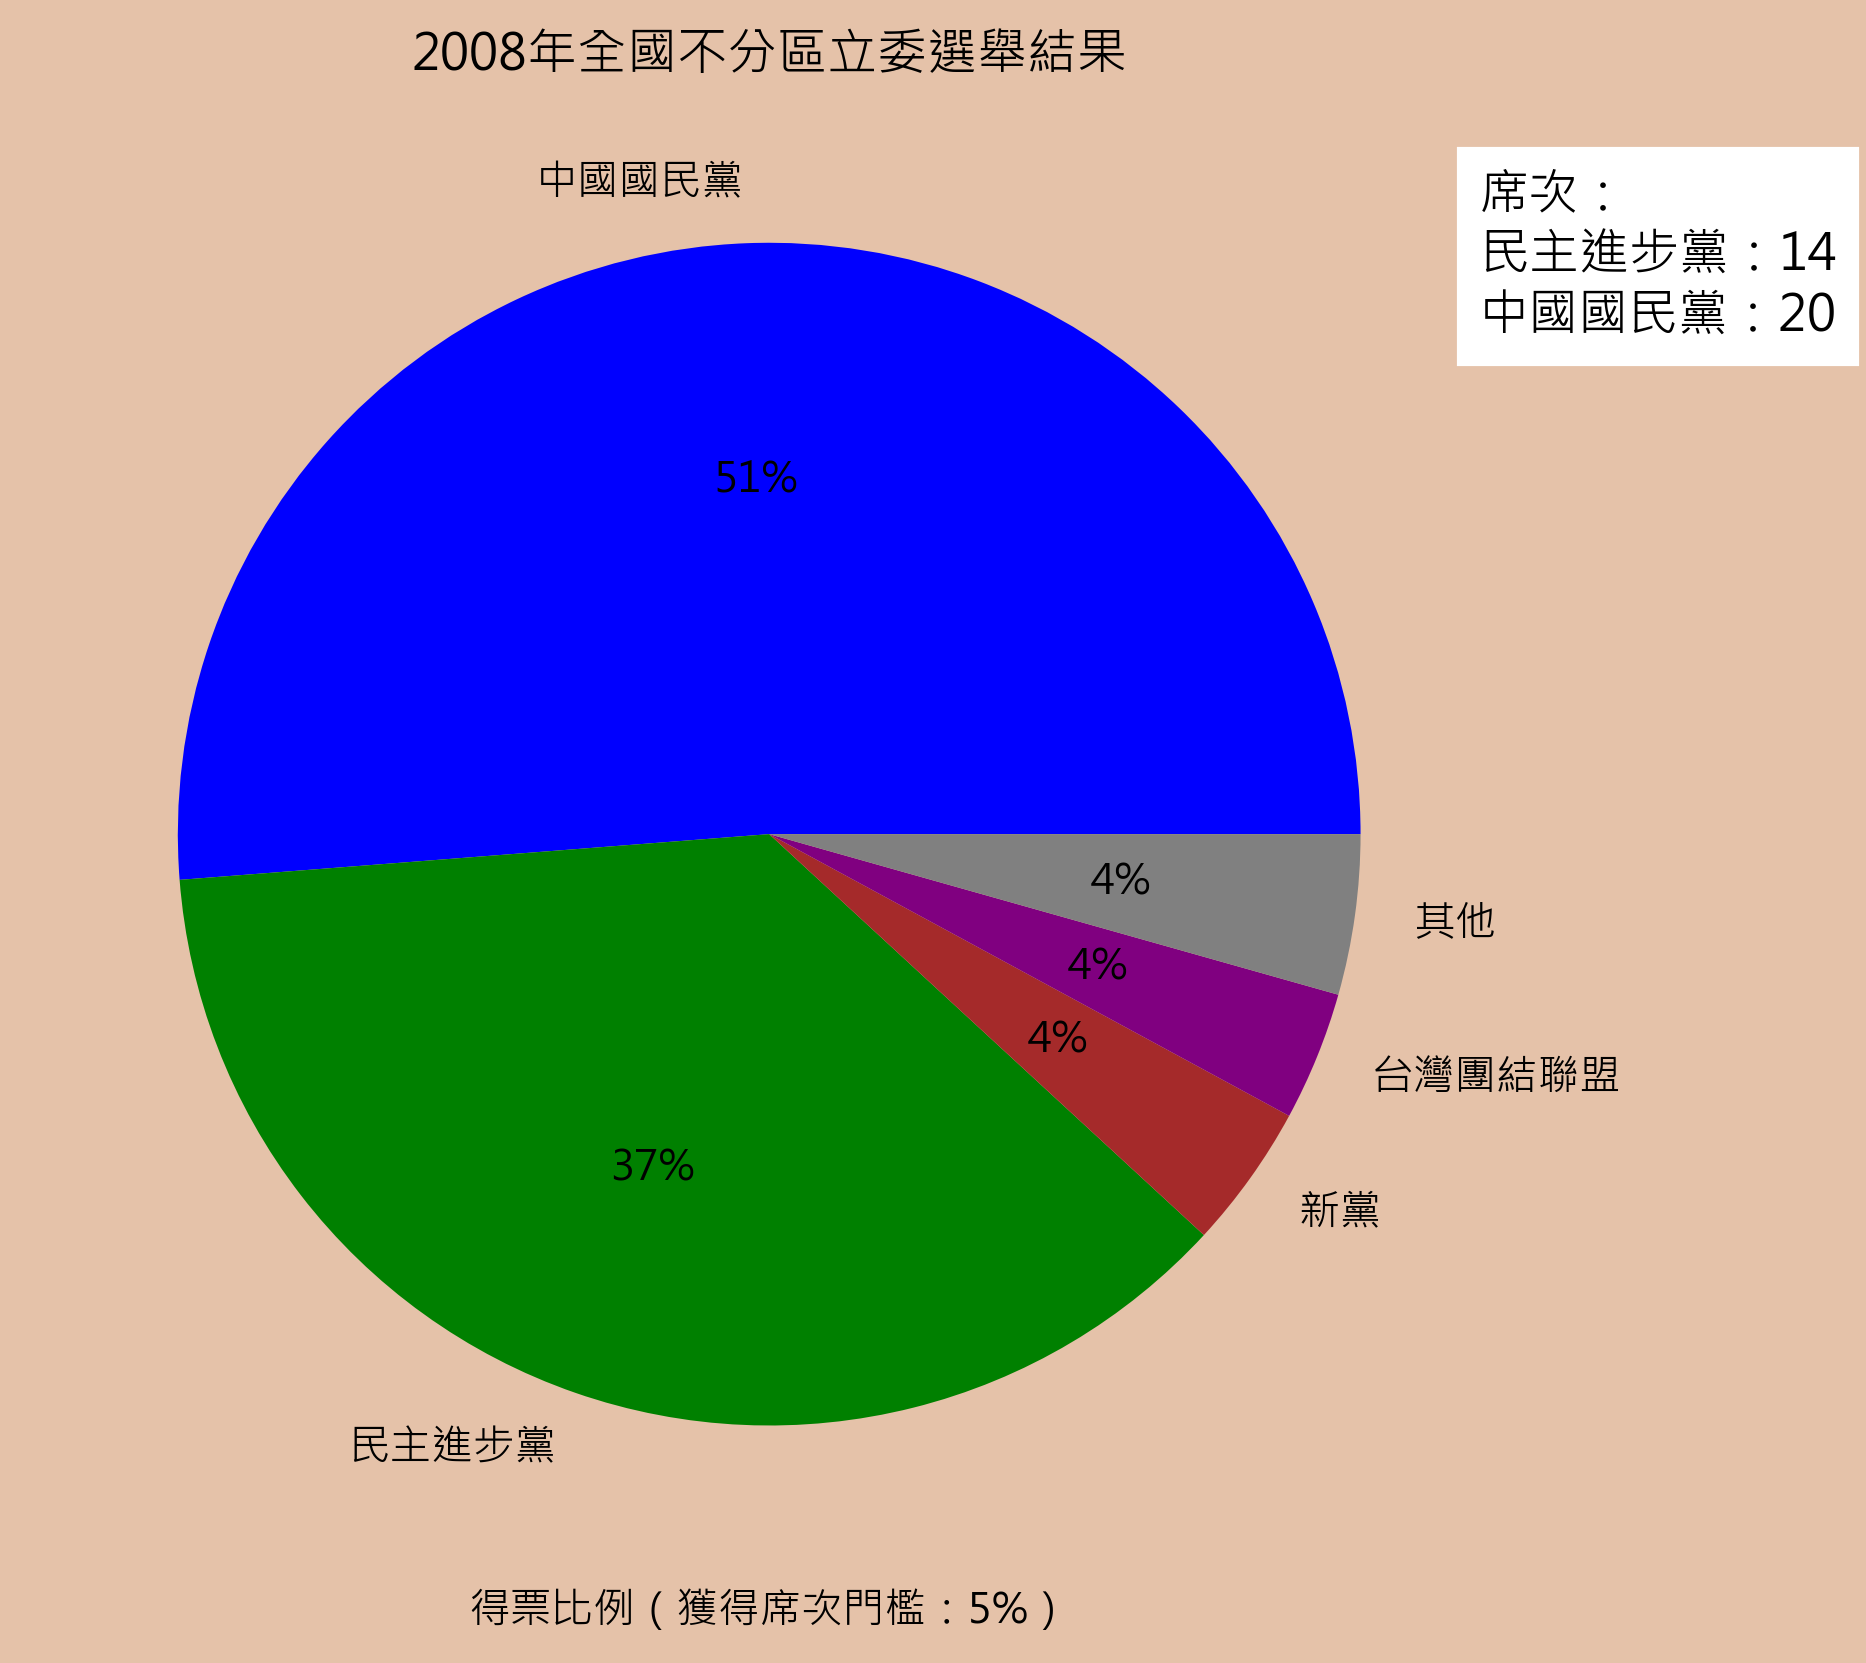 2008年全國不分區立委選舉結果
中國國民黨
席次：
民主進步黨：14
中國國民黨：20
51%
4%
其他
4%
台灣團結聯盟
4%
新黨
37%
民主進步黨
得票比例（獲得席次門檻：5%）